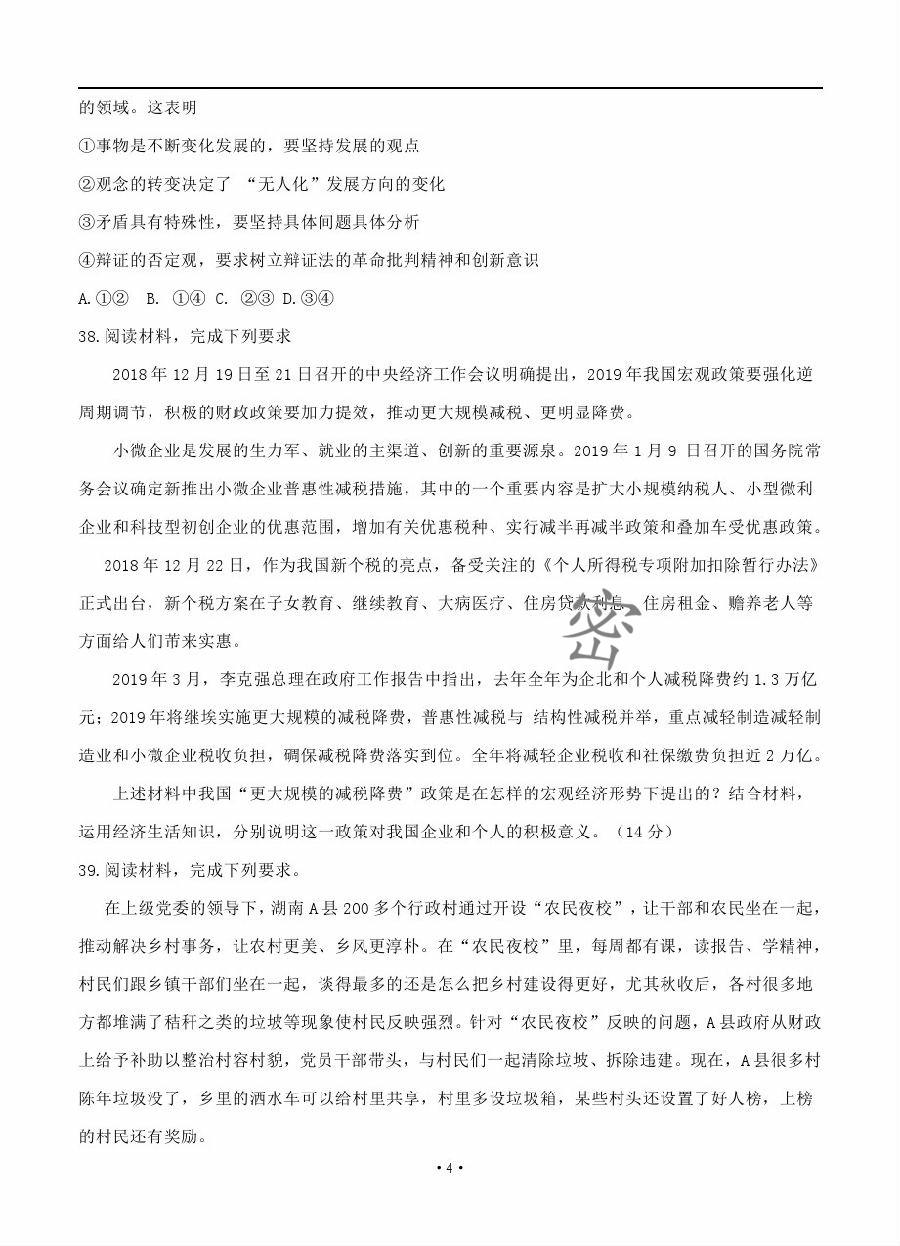 的领域。这表明
①事物是不断变化发展的，要坚持发展的观点
②观念的转变决定了 “无人化”发展方向的变化
③矛盾具有特殊性，要坚持具体间题具体分析
④辩证的否定观，要求树立辩证法的革命批判精神和创新意识
A.①② B. ①④ C. ②③ D.③④
38.阅读材料，完成下列要求
2018年12月19日至21日召开的中央经济工作会议明确提出，2019年我国宏观政策要强化逆
周期调节，积极的财政政策要加力提效，推动更大规模减税、更明显降费。
小微企业是发展的生力军、就业的主渠道、创新的重要源泉。2019年1月9 日召开的国务院常
务会议确定新推出小微企业普惠性减税措施，其中的一个重要内容是扩大小规模纳税人、小型微利
企业和科技型初创企业的优惠范围，增加有关优惠税种、实行减半再减半政策和叠加车受优惠政策。
2018年12月22日，作为我国新个税的亮点，备受关注的《个人所得税专项附加扣除暂行办法》
正式出台，新个税方案在子女教育、继续教育、大病医疗、住房贷款利息、住房租金、赡养老人等
方面给人们带来实惠。
2019年3月，李克强总理在政府工作报告中指出，去年全年为企北和个人减税降费约1.3万亿
元；2019年将继埃实施更大规模的减税降费，普惠性减税与 结构性减税并举，重点减轻制造减轻制
造业和小微企业税收负担，碉保减税降费落实到位。全年将减轻企业税收和社保缴费负担近2万亿。
上述材料中我国“更大规模的减税降费”政策是在怎样的宏观经济形势下提出的？结合材料，
运用经济生活知识，分别说明这一政策对我国企业和个人的积极意义。（14分）
39.阅读材料，完成下列要求。
在上级党委的领导下，湖南A县200多个行政村通过开设“农民夜校”，让干部和农民坐在一起，
推动解决乡村事务，让农村更美、乡风更淳朴。在“农民夜校”里，每周都有课，读报告、学精神，
村民们跟乡镇干部们坐在一起，谈得最多的还是怎么把乡村建设得更好，尤其秋收后，各村很多地
方都堆满了秸秆之类的垃圾等现象使村民反映强烈。针对“农民夜校”反映的问题，A县政府从财政
上给予补助以整治村容村貌，党员干部带头，与村民们一起清除垃圾、拆除违建。现在，A县很多村
陈年垃圾没了，乡里的洒水车可以给村里共享，村里多设垃圾箱，某些村头还设置了好人榜，上榜
的村民还有奖励。
·4·
密